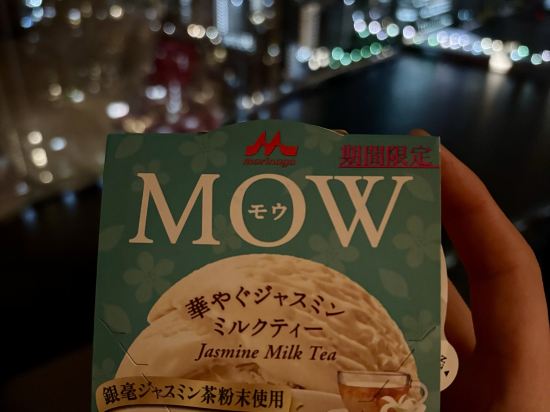 morinaga
期間限定
MOW
モウ
華やぐジャスミン
ミルクティー
Jasmine Milk Tea
銀毫ジャスミン茶粉末使用